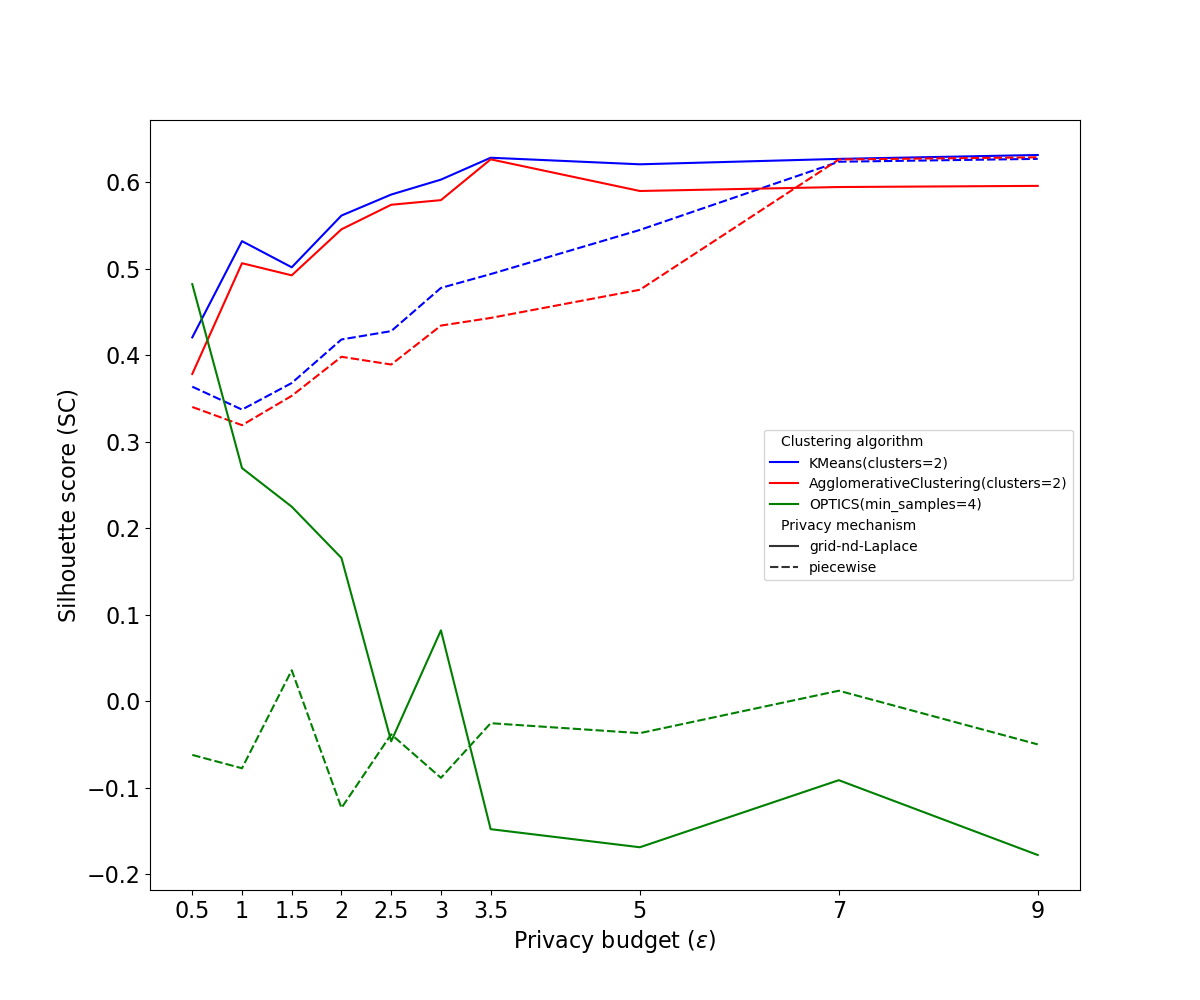 0.6
0.5
0.4
0.3
0.2
0.1
0.0
−0.1
−0.2
Silhouette score (SC)
Clustering algorithm
KMeans(clusters=2)
AgglomerativeClustering(clusters=2)
OPTICS(min_samples=4)
Privacy mechanism
grid-nd-Laplace
piecewise
0.5 1 1.5 2 2.5 3 3.5 5 7 9
Privacy budget (ε)